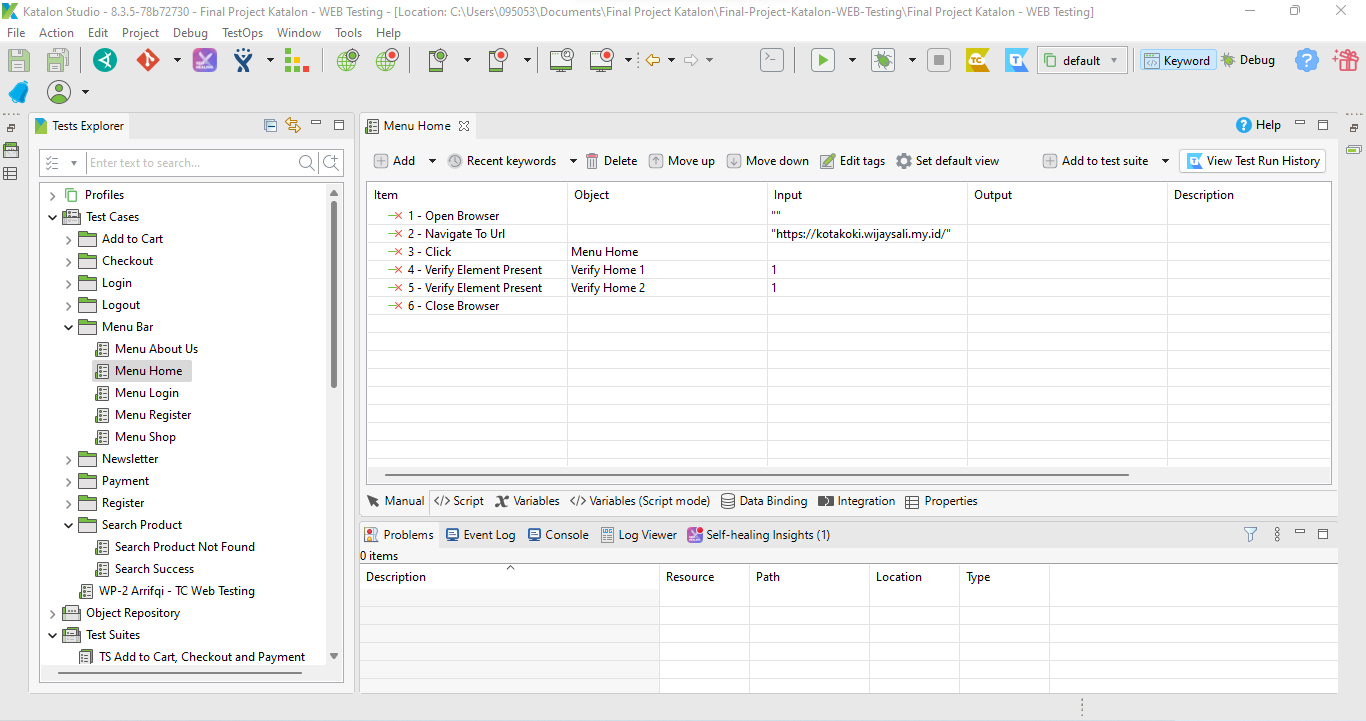 Katalon Studio - 8.3.5-78b72730 - Final Project Katalon - WEB Testing - [Location: C:\Users\095053\Documents\Final Project Katalon\Final-Project-Katalon-WEB-Testing\Final Project Katalon - WEB Testing]
File Action Edit Project Debug TestOps Window Tools Help
default Keyword Debug
Tests Explorer
Enter text to search...
Profiles
Test Cases
Add to Cart
Checkout
Login
Logout
Menu Bar
Menu About Us
Menu Home
Menu Login
Menu Register
Menu Shop
Newsletter
Payment
Register
Search Product
Search Product Not Found
Search Success
WP-2 Arrifqi - TC Web Testing
Object Repository
Test Suites
TS Add to Cart, Checkout and Payment
Menu Home Help
Add Recent keywords Delete Move up Move down Edit tags Set default view Add to test suite View Test Run History
Item Object Input Output Description
1 - Open Browser ""
2 - Navigate To Url "https://kotakoki.wijaysali.my.id/"
3 - Click Menu Home
4 - Verify Element Present Verify Home 1 1
5 - Verify Element Present Verify Home 2 1
6 - Close Browser
Manual </> Script Variables </> Variables (Script mode) Data Binding Integration Properties
Problems Event Log Console Log Viewer Self-healing Insights (1)
0 items
Description Resource Path Location Type